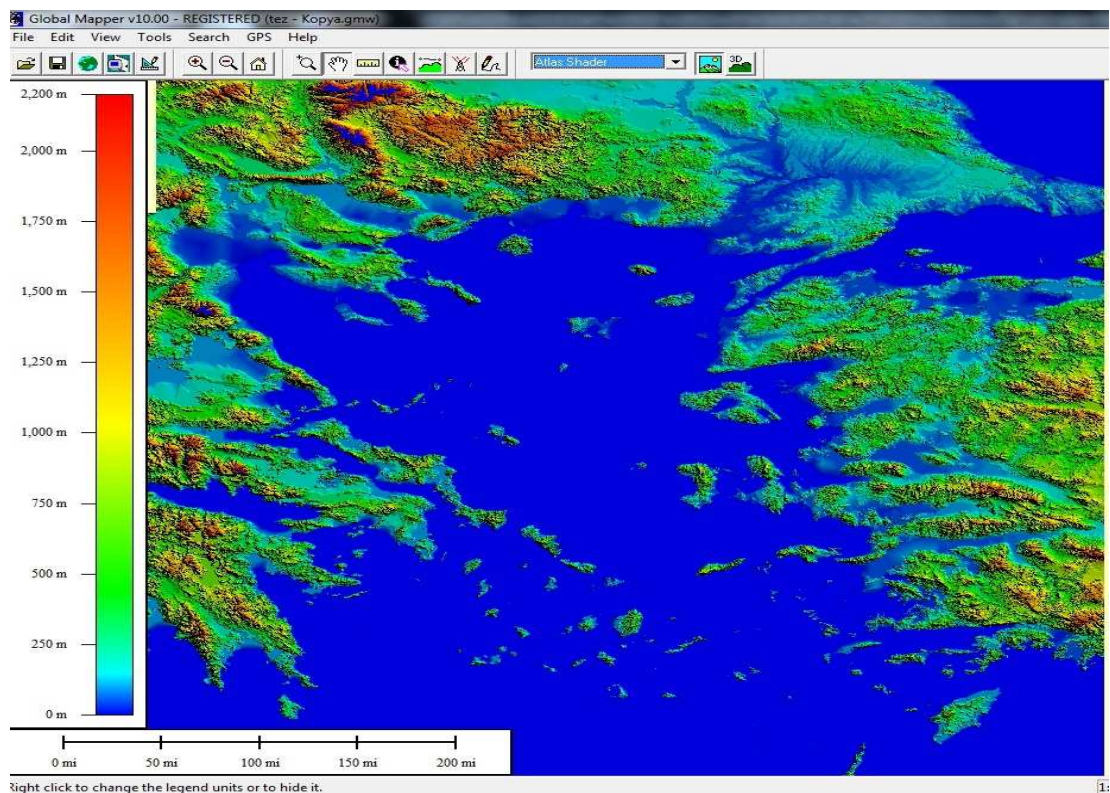 Global Mapper v10.00 - REGISTERED (tez - Kopya.gmw)
File Edit View Tools Search GPS Help
Atlas Shader
3D
2,200 m
2,000 m
1,750 m
1,500 m
1,250 m
1,000 m
750 m
500 m
250 m
0 m
0 mi 50 mi 100 mi 150 mi 200 mi
Right click to change the legend units or to hide it.
1: